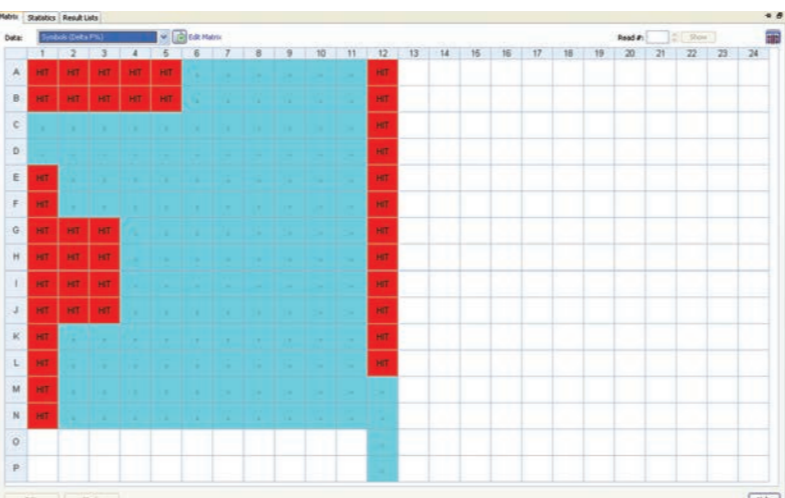 Matrix Statistics Result Lists
Data: Symbols (Delta F%) Edit Matrix Read #: Show
1 2 3 4 5 6 7 8 9 10 11 12 13 14 15 16 17 18 19 20 21 22 23 24
A HIT HIT HIT HIT HIT HIT
B HIT HIT HIT HIT HIT HIT
C HIT
D HIT
E HIT HIT
F HIT HIT
G HIT HIT HIT HIT
H HIT HIT HIT HIT
I HIT HIT HIT HIT
J HIT HIT HIT HIT
K HIT HIT
L HIT HIT
M HIT
N HIT
O
P